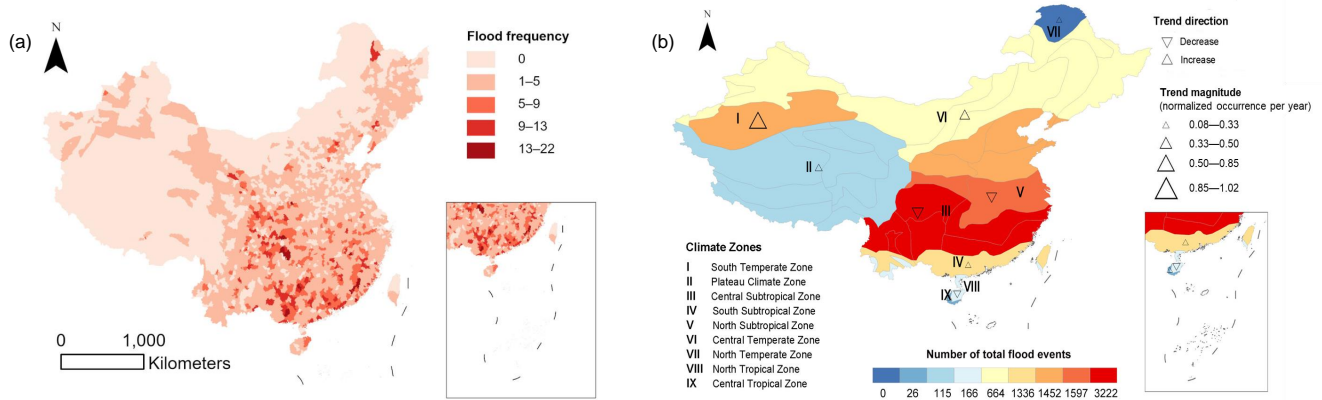 (a)
N
Flood frequency
0
1–5
5–9
9–13
13–22
0 1,000
Kilometers
(b)
N
VII
I
VI
II
III
V
IV
VIII
IX
Trend direction
Decrease
Increase
Trend magnitude
(normalized occurrence per year)
0.08—0.33
0.33—0.50
0.50—0.85
0.85—1.02
Climate Zones
I South Temperate Zone
II Plateau Climate Zone
III Central Subtropical Zone
IV South Subtropical Zone
V North Subtropical Zone
VI Central Temperate Zone
VII North Temperate Zone
VIII North Tropical Zone
IX Central Tropical Zone
Number of total flood events
0 26 115 166 664 1336 1452 1597 3222